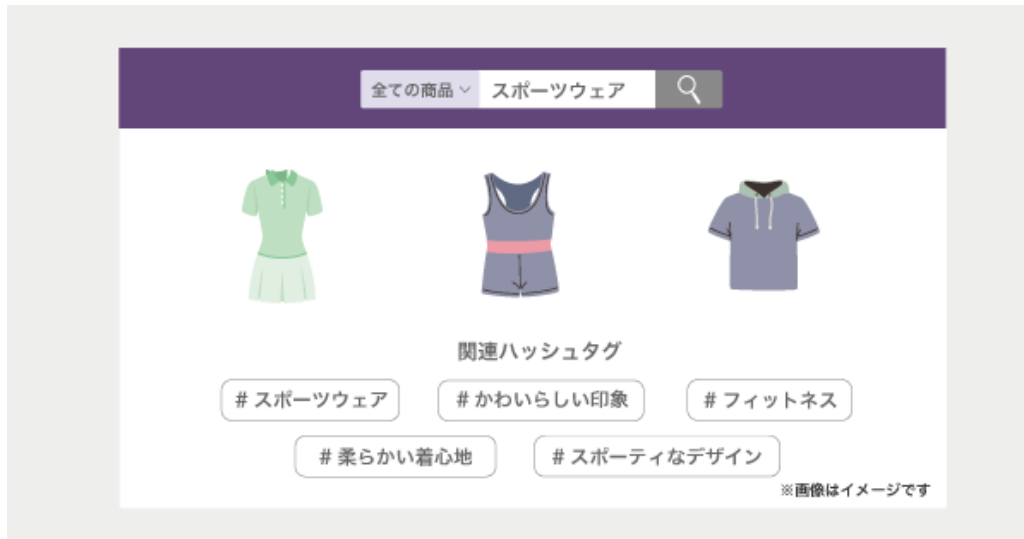 全ての商品 スポーツウェア
関連ハッシュタグ
# スポーツウェア # かわいらしい印象 # フィットネス
# 柔らかい着心地 # スポーティなデザイン
※画像はイメージです